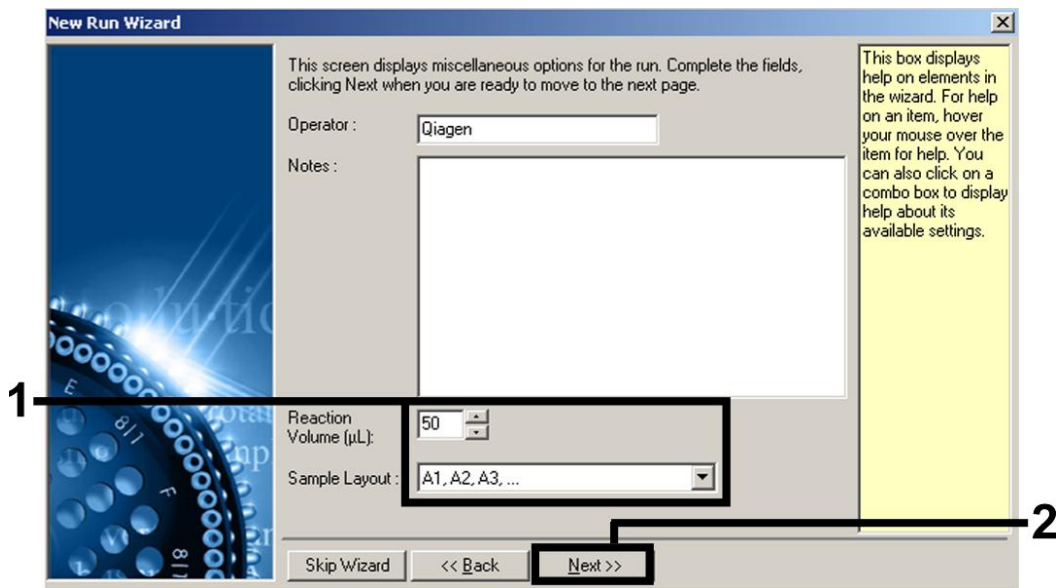 New Run Wizard
This screen displays miscellaneous options for the run. Complete the fields,
clicking Next when you are ready to move to the next page.
Operator :
Qiagen
Notes :
1
Reaction
Volume (µL):
50
Sample Layout :
A1, A2, A3, ...
Skip Wizard
<< Back
Next >>
2
This box displays
help on elements in
the wizard. For help
on an item, hover
your mouse over the
item for help. You
can also click on a
combo box to display
help about its
available settings.
E
8|1
F
8|1